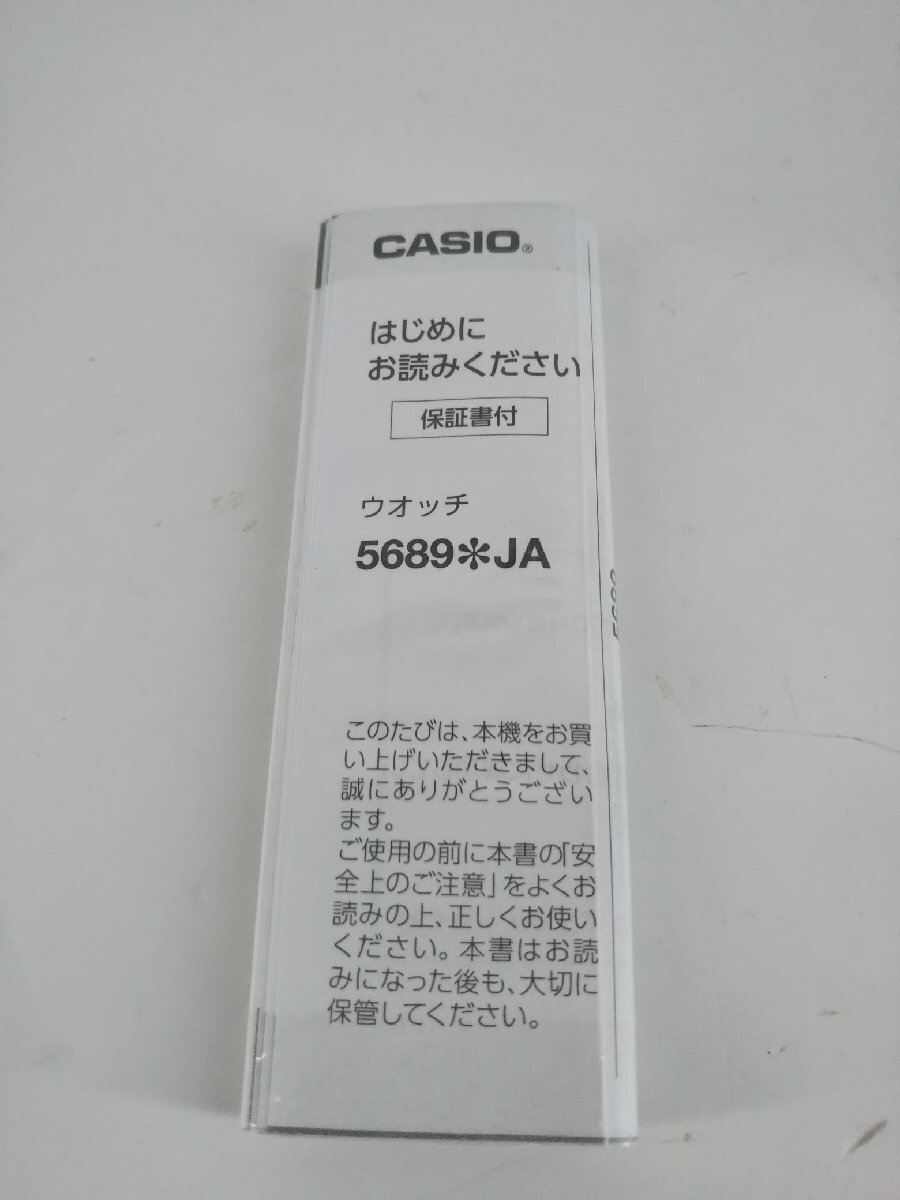 CASIO®
はじめに
お読みください
保証書付
ウオッチ
5689✻JA
このたびは、本機をお買
い上げいただきまして、
誠にありがとうござい
ます。
ご使用の前に本書の「安
全上のご注意」をよくお
読みの上、正しくお使い
ください。本書はお読
みになった後も、大切に
保管してください。